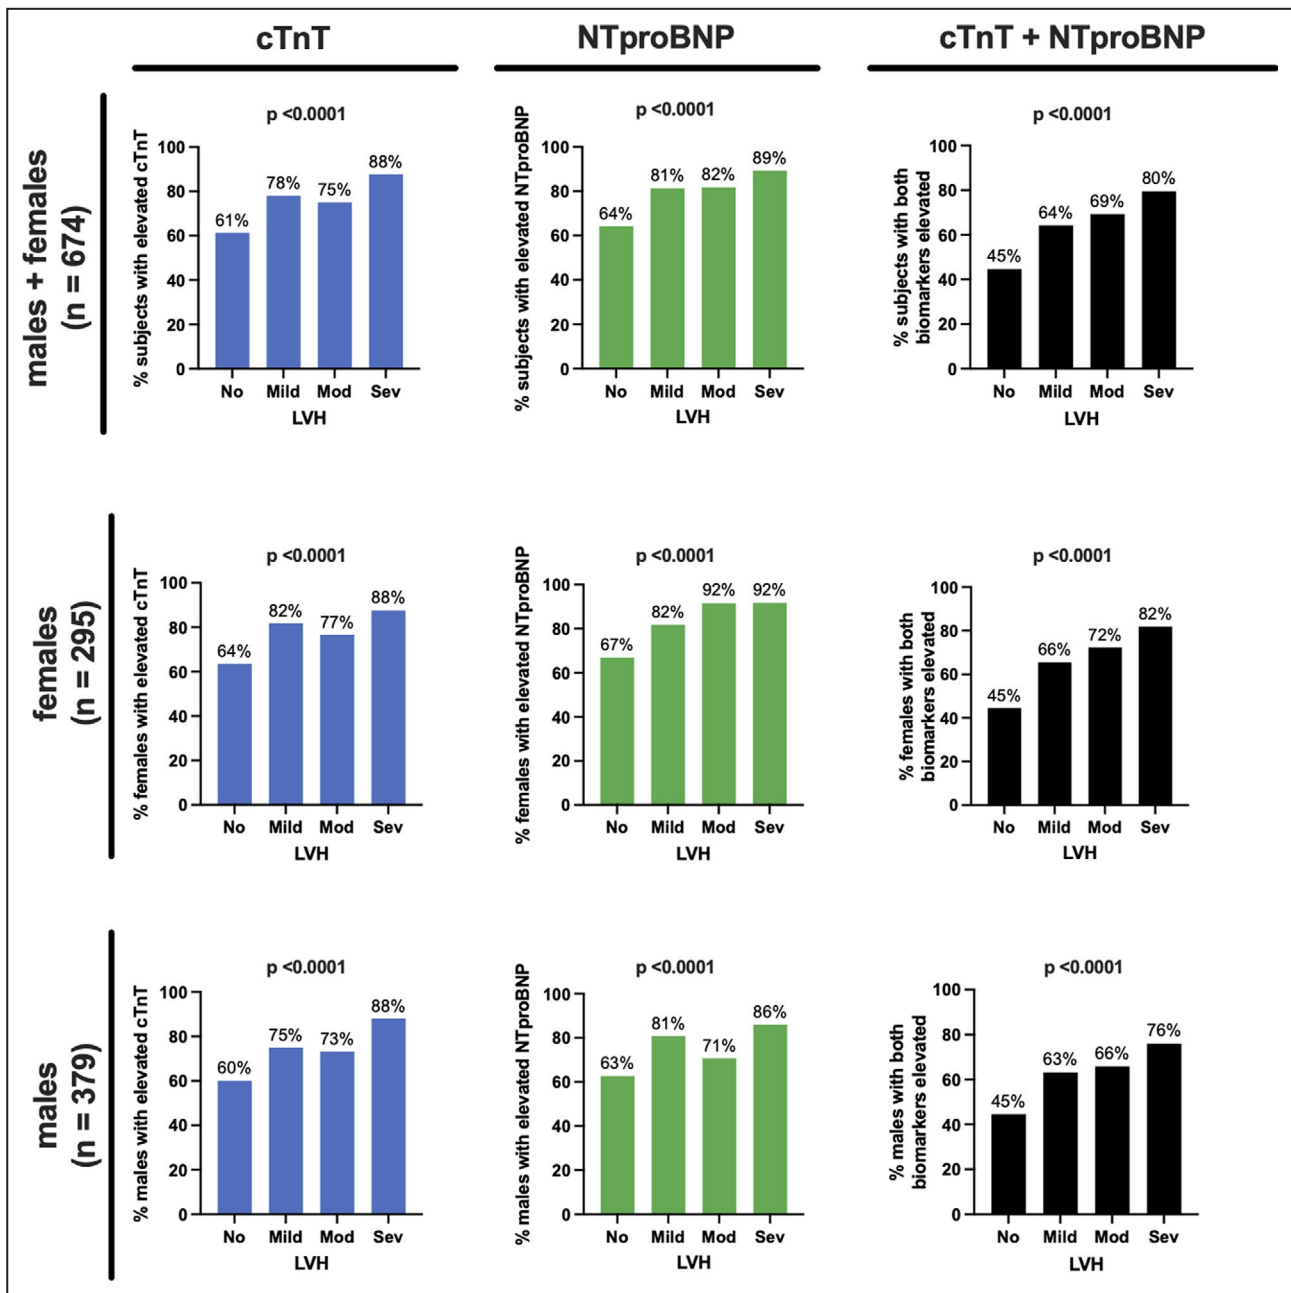 cTnT
NTproBNP
cTnT + NTproBNP
males + females
(n = 674)
p <0.0001
% subjects with elevated cTnT
100
80
60
40
20
0
61%
78%
75%
88%
No Mild Mod Sev
LVH
p <0.0001
% subjects with elevated NTproBNP
100
80
60
40
20
0
64%
81%
82%
89%
No Mild Mod Sev
LVH
p <0.0001
% subjects with both
biomarkers elevated
100
80
60
40
20
0
45%
64%
69%
80%
No Mild Mod Sev
LVH
females
(n = 295)
p <0.0001
% females with elevated cTnT
100
80
60
40
20
0
64%
82%
77%
88%
No Mild Mod Sev
LVH
p <0.0001
% females with elevated NTproBNP
100
80
60
40
20
0
67%
82%
92%
92%
No Mild Mod Sev
LVH
p <0.0001
% females with both
biomarkers elevated
100
80
60
40
20
0
45%
66%
72%
82%
No Mild Mod Sev
LVH
males
(n = 379)
p <0.0001
% males with elevated cTnT
100
80
60
40
20
0
60%
75%
73%
88%
No Mild Mod Sev
LVH
p <0.0001
% males with elevated NTproBNP
100
80
60
40
20
0
63%
81%
71%
86%
No Mild Mod Sev
LVH
p <0.0001
% males with both
biomarkers elevated
100
80
60
40
20
0
45%
63%
66%
76%
No Mild Mod Sev
LVH